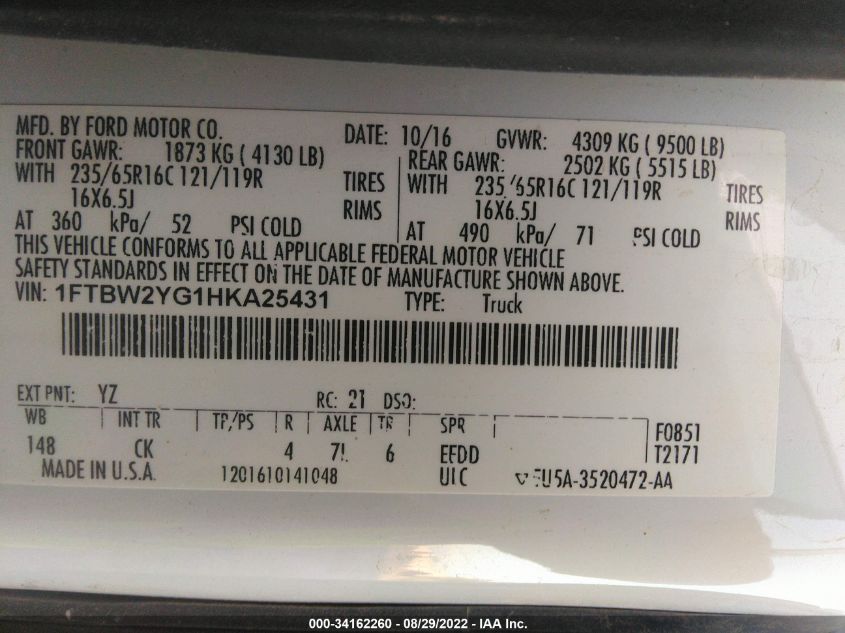 MFD. BY FORD MOTOR CO. DATE: 10/16 GVWR: 4309 KG ( 9500 LB)
FRONT GAWR: 1873 KG ( 4130 LB) REAR GAWR: 2502 KG ( 5515 LB)
WITH 235/65R16C 121/119R TIRES WITH 235/65R16C 121/119R TIRES
16X6.5J RIMS 16X6.5J RIMS
AT 360 kPa/ 52 PSI COLD AT 490 kPa/ 71 PSI COLD
THIS VEHICLE CONFORMS TO ALL APPLICABLE FEDERAL MOTOR VEHICLE
SAFETY STANDARDS IN EFFECT ON THE DATE OF MANUFACTURE SHOWN ABOVE.
VIN: 1FTBW2YG1HKA25431 TYPE: Truck
EXT PNT: YZ RC: 21 DSO:
WB INT TR TP/PS R AXLE TR SPR F0851
148 CK 4 6 EFDD T2171
MADE IN U.S.A. 1201610141048 UIC U5A-3520472-AA
000-34162260 - 08/29/2022 - IAA Inc.